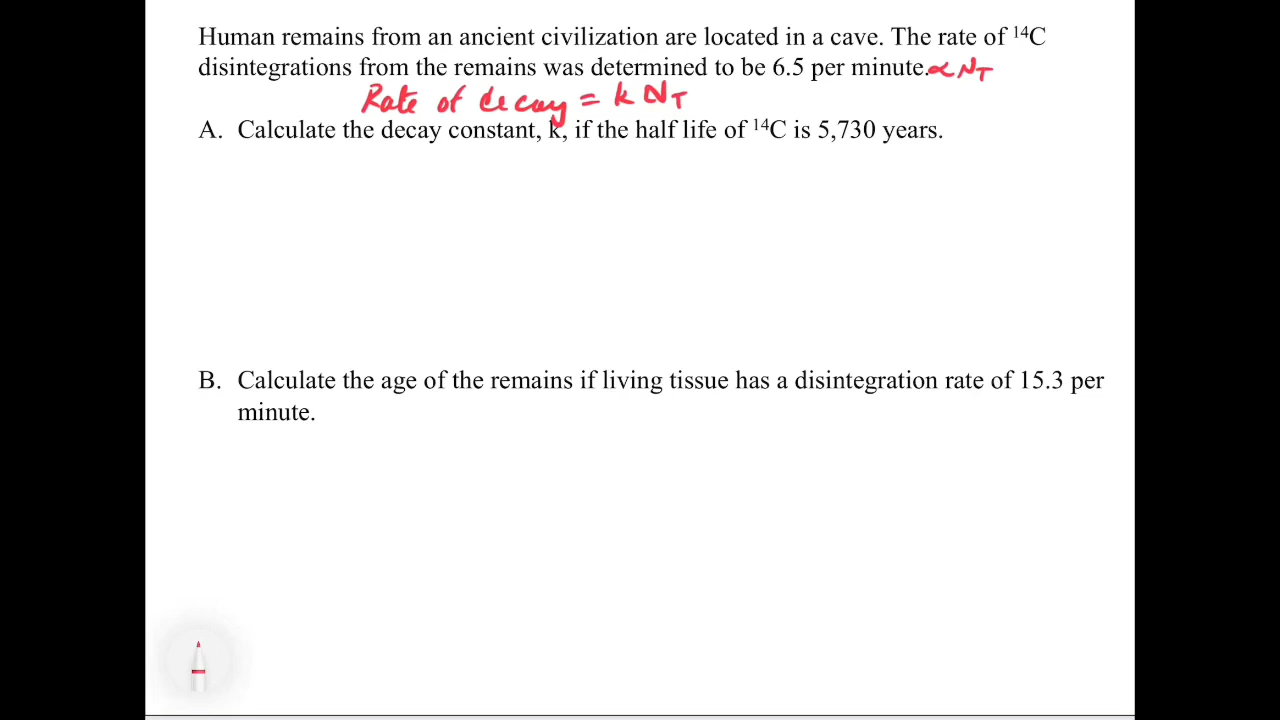 Human remains from an ancient civilization are located in a cave. The rate of ¹⁴C
disintegrations from the remains was determined to be 6.5 per minute. ∝ N_T
Rate of decay = k N_T
A. Calculate the decay constant, k, if the half life of ¹⁴C is 5,730 years.
B. Calculate the age of the remains if living tissue has a disintegration rate of 15.3 per
minute.